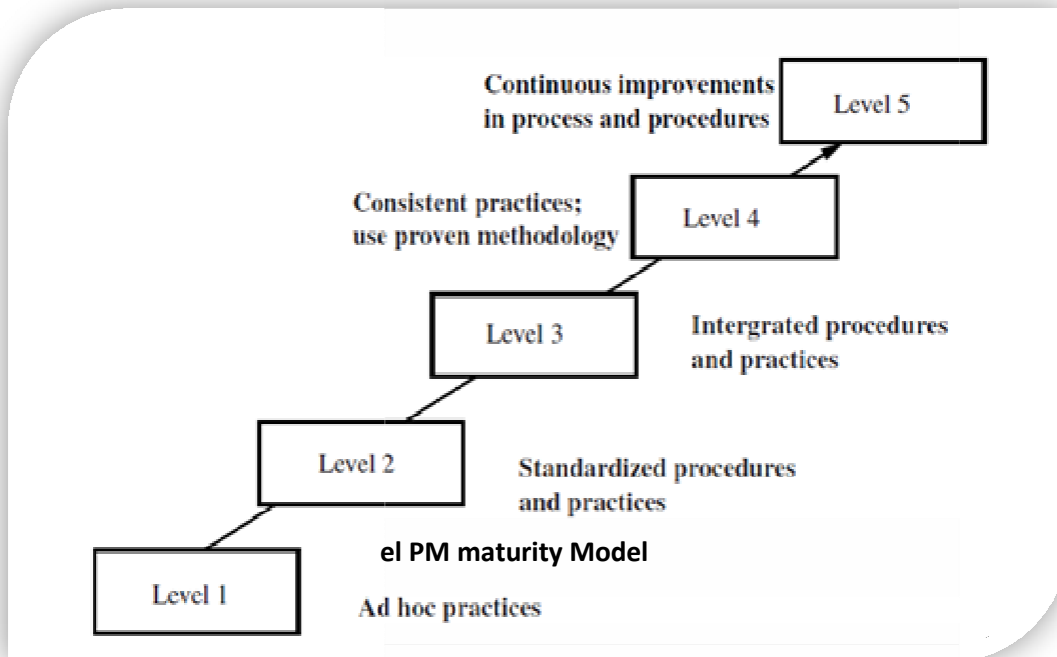 Continuous improvements
in process and procedures
Level 5
Consistent practices;
use proven methodology
Level 4
Level 3
Intergrated procedures
and practices
Level 2
Standardized procedures
and practices
el PM maturity Model
Level 1
Ad hoc practices